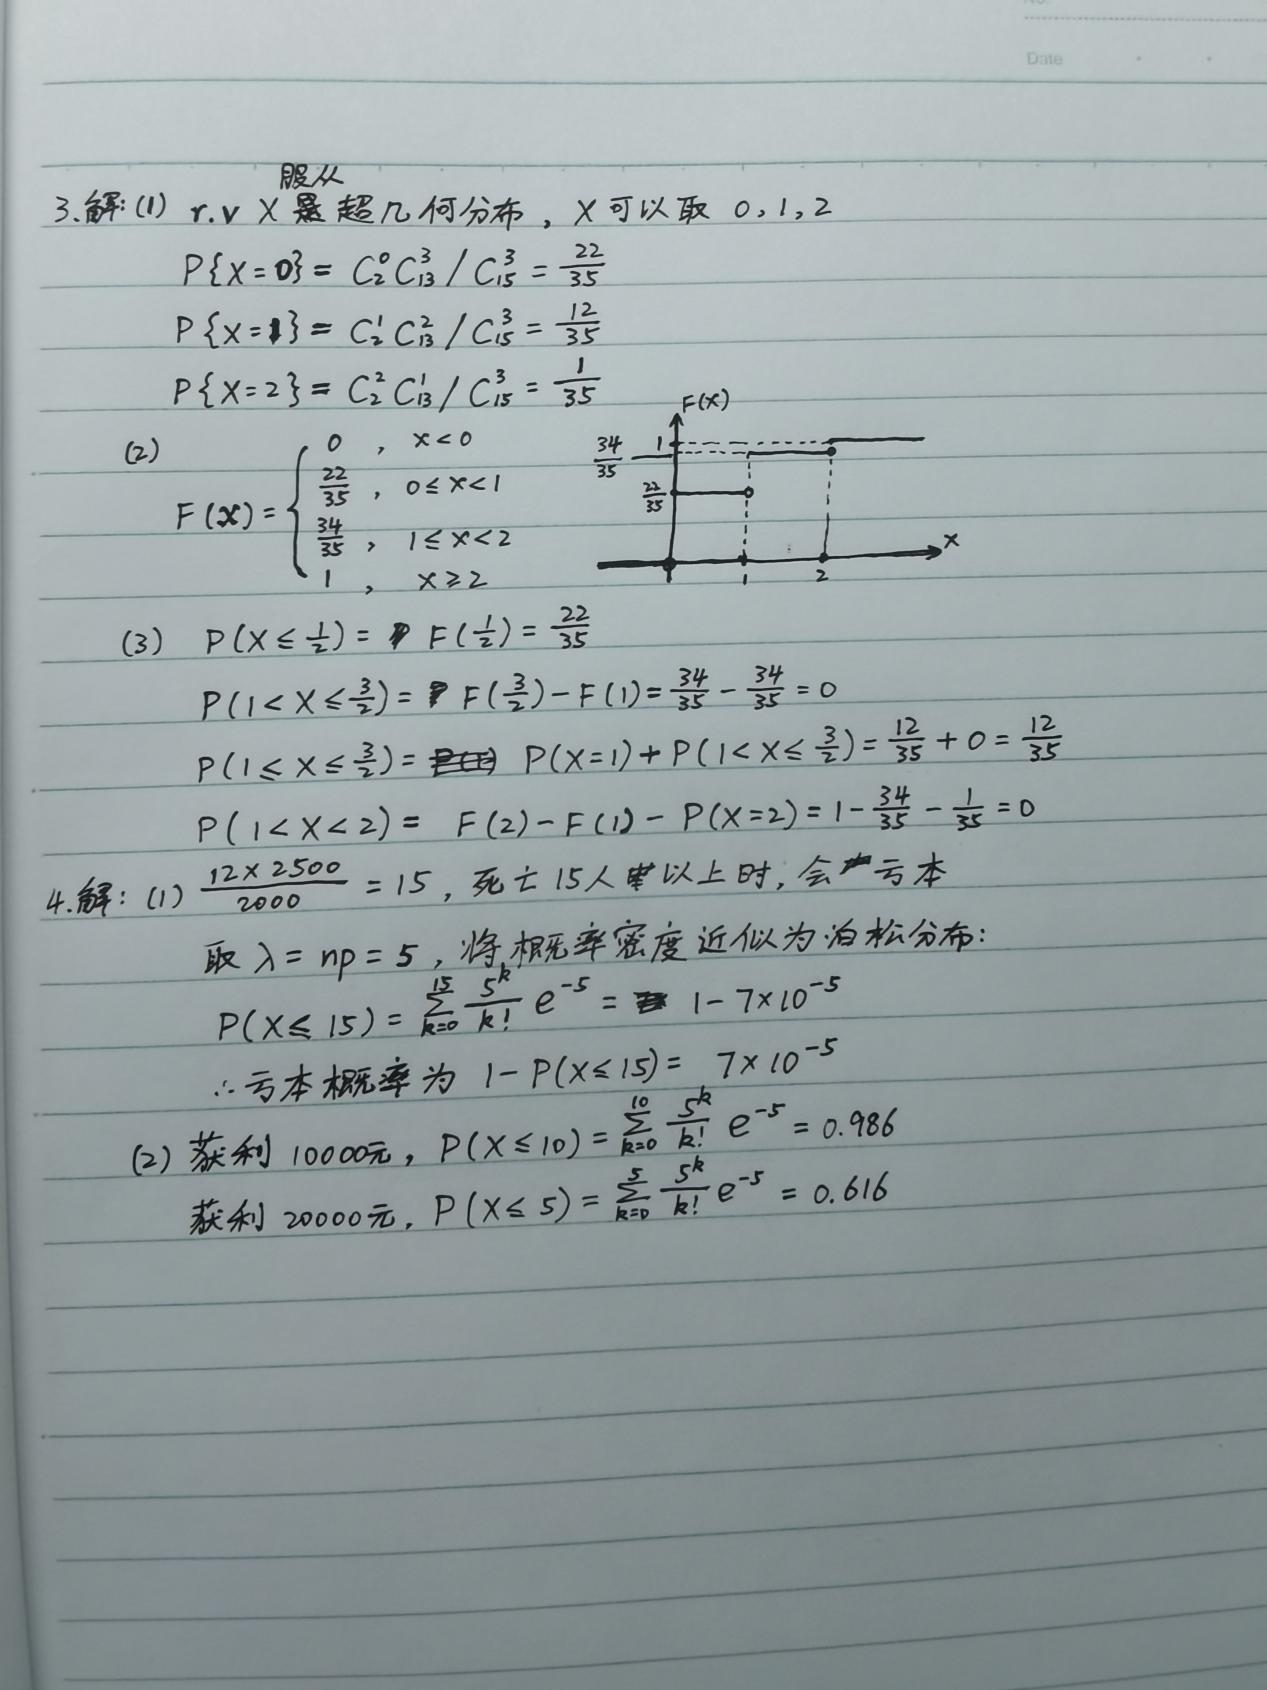 No.
Date
服从
3.解:(1) r.v X 是 超几何分布，X可以取 0,1,2
P{X=0} = C₂⁰C₁₃³/C₁₅³ = 22/35
P{X=1} = C₂¹C₁₃²/C₁₅³ = 12/35
P{X=2} = C₂²C₁₃¹/C₁₅³ = 1/35
(2) F(x) = { 0 , x<0
22/35 , 0≤x<1
34/35 , 1≤x<2
1 , x≥2
F(x)
1
34/35
22/35
1 2 x
(3) P(X≤1/2) = F(1/2) = 22/35
P(1<X≤3/2) = F(3/2)-F(1) = 34/35 - 34/35 = 0
P(1≤X≤3/2) = P(X=1)+P(1<X≤3/2) = 12/35 + 0 = 12/35
P(1<X<2) = F(2)-F(1)-P(X=2) = 1 - 34/35 - 1/35 = 0
4.解:(1) 12×2500/2000 = 15，死亡15人以上时，会亏本
取 λ=np=5，将概率密度近似为泊松分布:
P(X≤15) = ∑_{k=0}^{15} 5^k/k! e^{-5} = 1-7×10^{-5}
∴亏本概率为 1-P(X≤15) = 7×10^{-5}
(2) 获利10000元，P(X≤10) = ∑_{k=0}^{10} 5^k/k! e^{-5} = 0.986
获利20000元，P(X≤5) = ∑_{k=0}^{5} 5^k/k! e^{-5} = 0.616